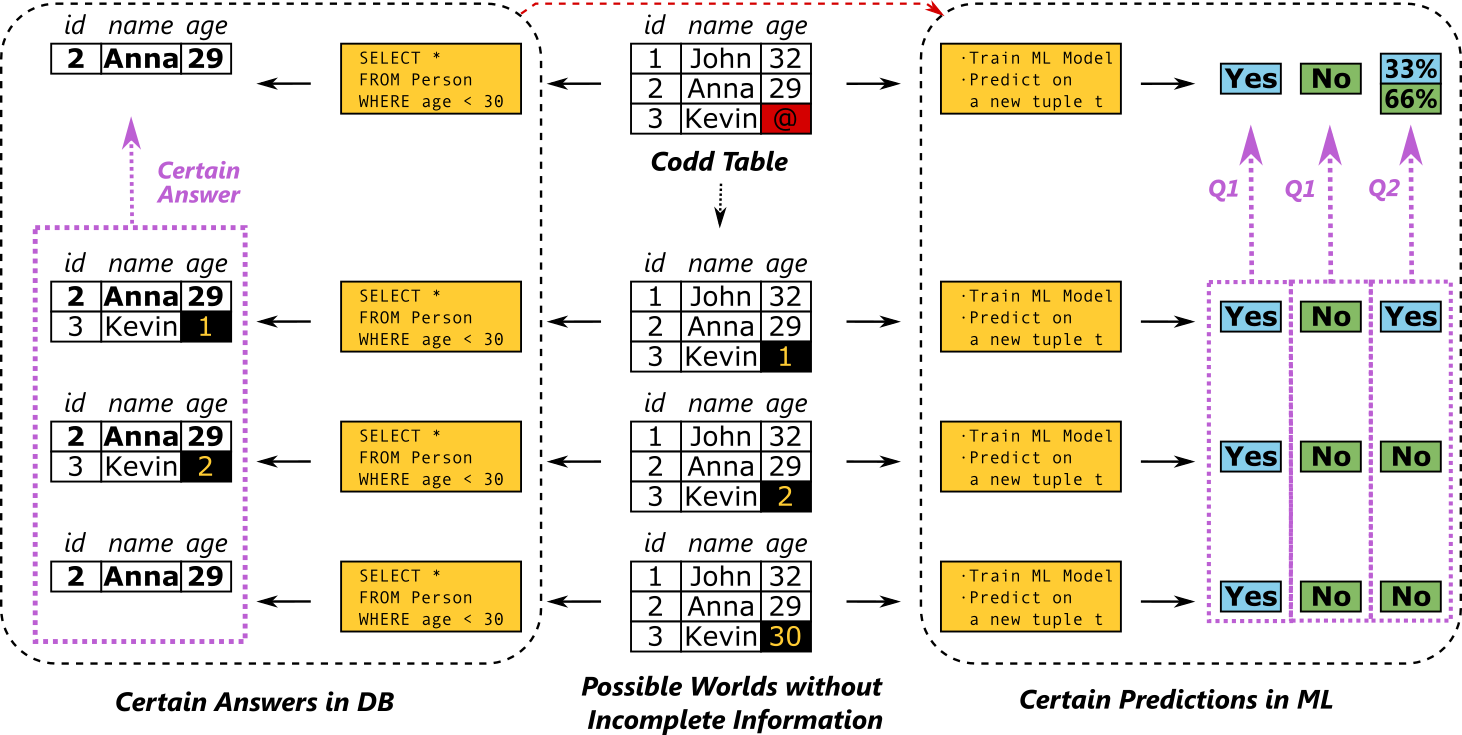 id name age
2 Anna 29
SELECT *
FROM Person
WHERE age < 30
id name age
1 John 32
2 Anna 29
3 Kevin @
Codd Table
·Train ML Model
·Predict on
a new tuple t
Yes No 33%
66%
Certain
Answer
Q1 Q1 Q2
id name age
2 Anna 29
3 Kevin 1
SELECT *
FROM Person
WHERE age < 30
id name age
1 John 32
2 Anna 29
3 Kevin 1
·Train ML Model
·Predict on
a new tuple t
Yes No Yes
id name age
2 Anna 29
3 Kevin 2
SELECT *
FROM Person
WHERE age < 30
id name age
1 John 32
2 Anna 29
3 Kevin 2
·Train ML Model
·Predict on
a new tuple t
Yes No No
id name age
2 Anna 29
SELECT *
FROM Person
WHERE age < 30
id name age
1 John 32
2 Anna 29
3 Kevin 30
·Train ML Model
·Predict on
a new tuple t
Yes No No
Certain Answers in DB
Possible Worlds without
Incomplete Information
Certain Predictions in ML